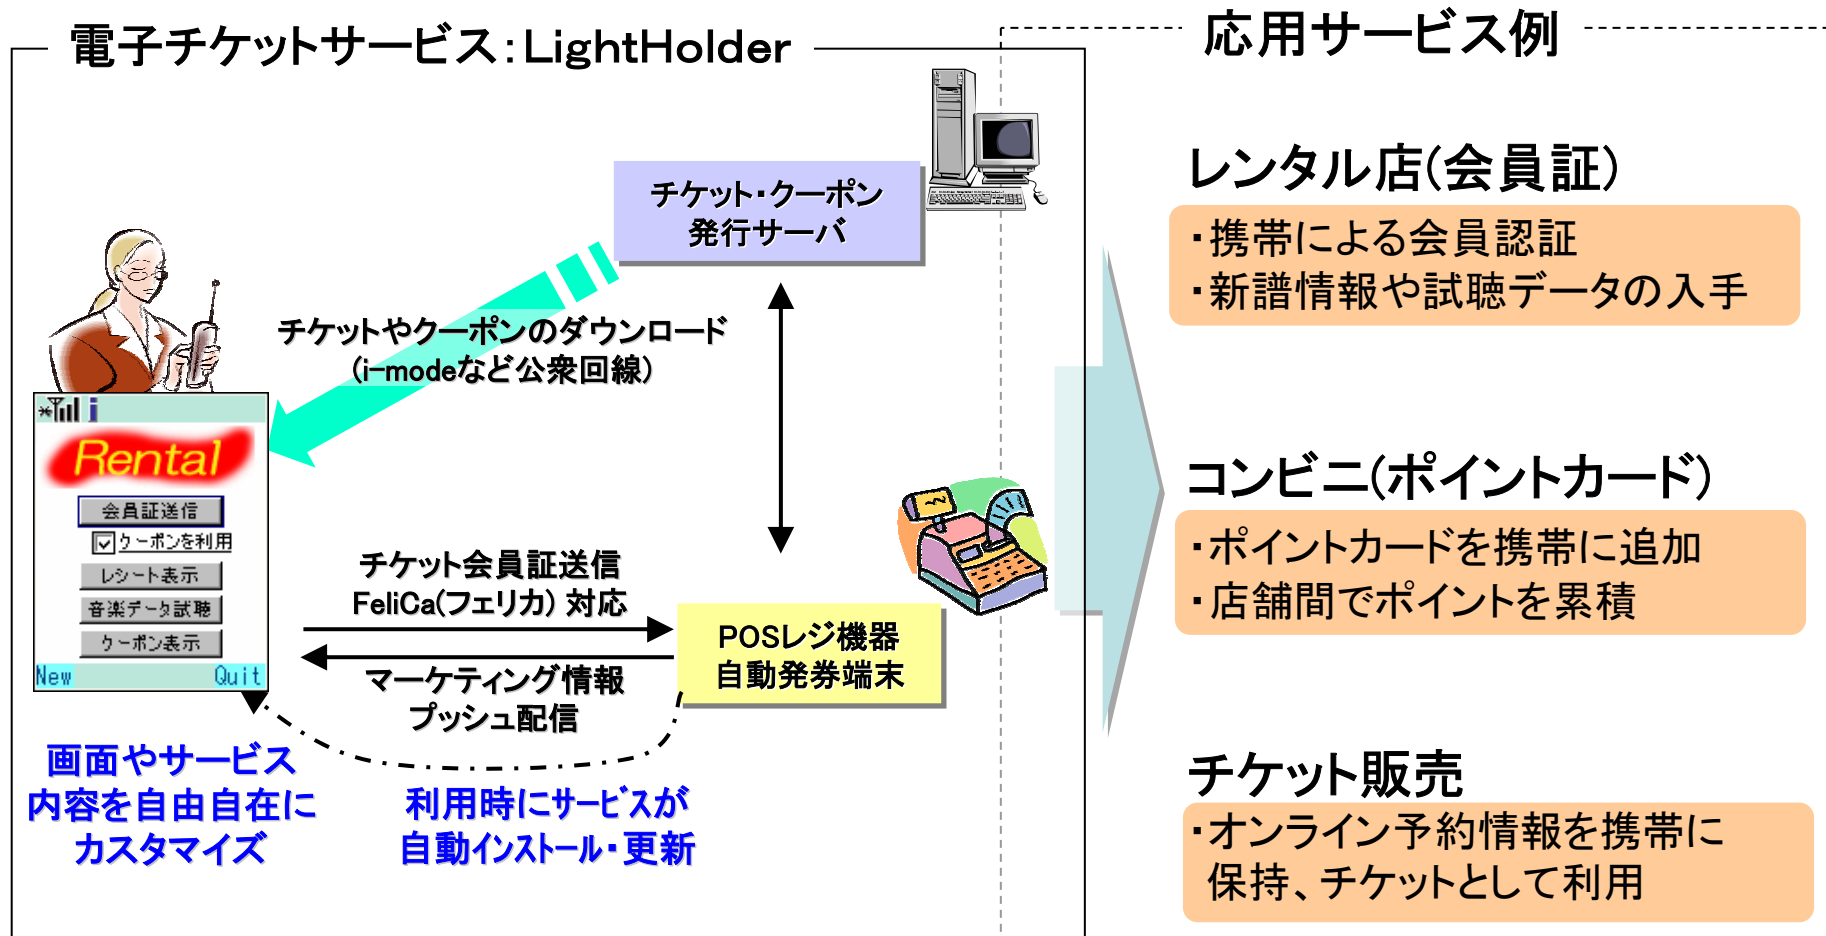 電子チケットサービス：LightHolder
応用サービス例
チケット・クーポン
発行サーバ
チケットやクーポンのダウンロード
(i-modeなど公衆回線)
i
Rental
会員証送信
クーポンを利用
レシート表示
音楽データ試聴
クーポン表示
New
Quit
チケット会員証送信
FeliCa(フェリカ) 対応
マーケティング情報
プッシュ配信
POSレジ機器
自動発券端末
画面やサービス
内容を自由自在に
カスタマイズ
利用時にサービスが
自動インストール・更新
レンタル店(会員証)
・携帯による会員認証
・新譜情報や試聴データの入手
コンビニ(ポイントカード)
・ポイントカードを携帯に追加
・店舗間でポイントを累積
チケット販売
・オンライン予約情報を携帯に
保持、チケットとして利用